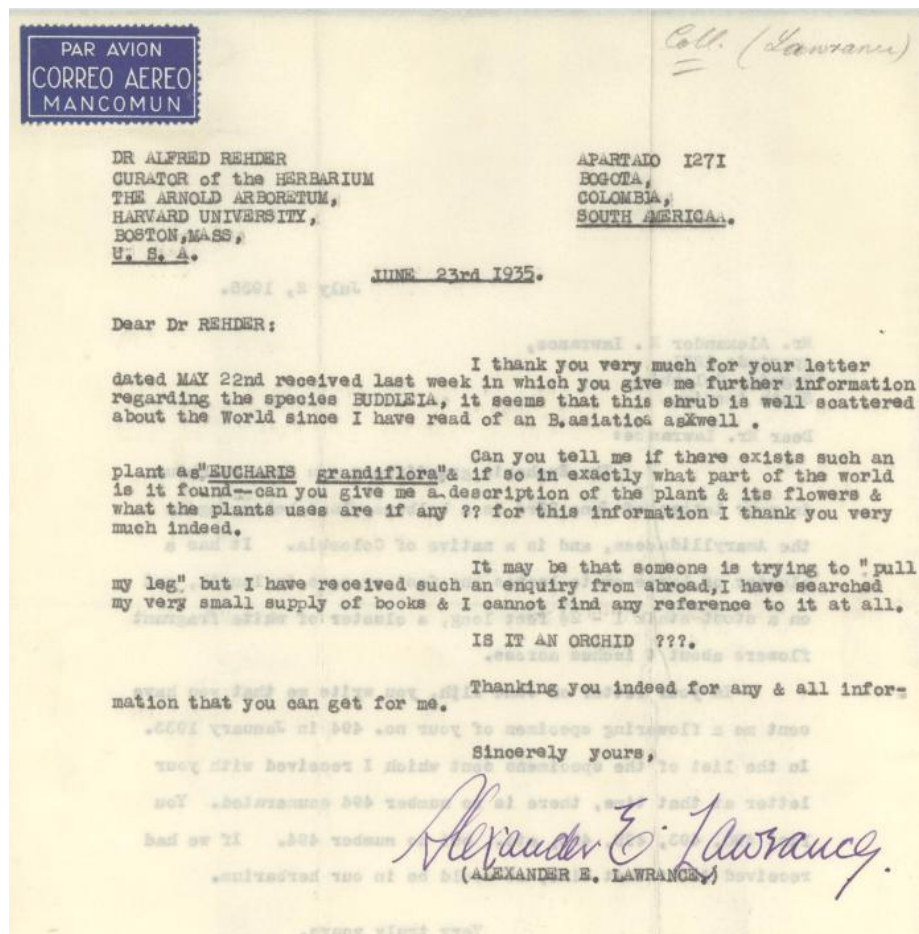 PAR AVION
CORREO AEREO
MANCOMUN
Coll. (Lawrance)
DR ALFRED REHDER
CURATOR of the HERBARIUM
THE ARNOLD ARBORETUM,
HARVARD UNIVERSITY,
BOSTON,MASS,
U. S. A.
APARTADO I27I
BOGOTA,
COLOMBIA,
SOUTH AMERICAA.
JUNE 23rd I935.
Dear Dr REHDER:
I thank you very much for your letter
dated MAY 22nd received last week in which you give me further information
regarding the species BUDDLEIA, it seems that this shrub is well scattered
about the World since I have read of an B.asiatica asXwell .
Can you tell me if there exists such an
plant as"EUCHARIS grandiflora"& if so in exactly what part of the world
is it found--can you give me a description of the plant & its flowers &
what the plants uses are if any ?? for this information I thank you very
much indeed.
It may be that someone is trying to "pull
my leg" but I have received such an enquiry from abroad,I have searched
my very small supply of books & I cannot find any reference to it at all.
IS IT AN ORCHID ???.
Thanking you indeed for any & all infor-
mation that you can get for me.
Sincerely yours,
Alexander E. Lawrance.
(ALEXANDER E. LAWRANCE,)